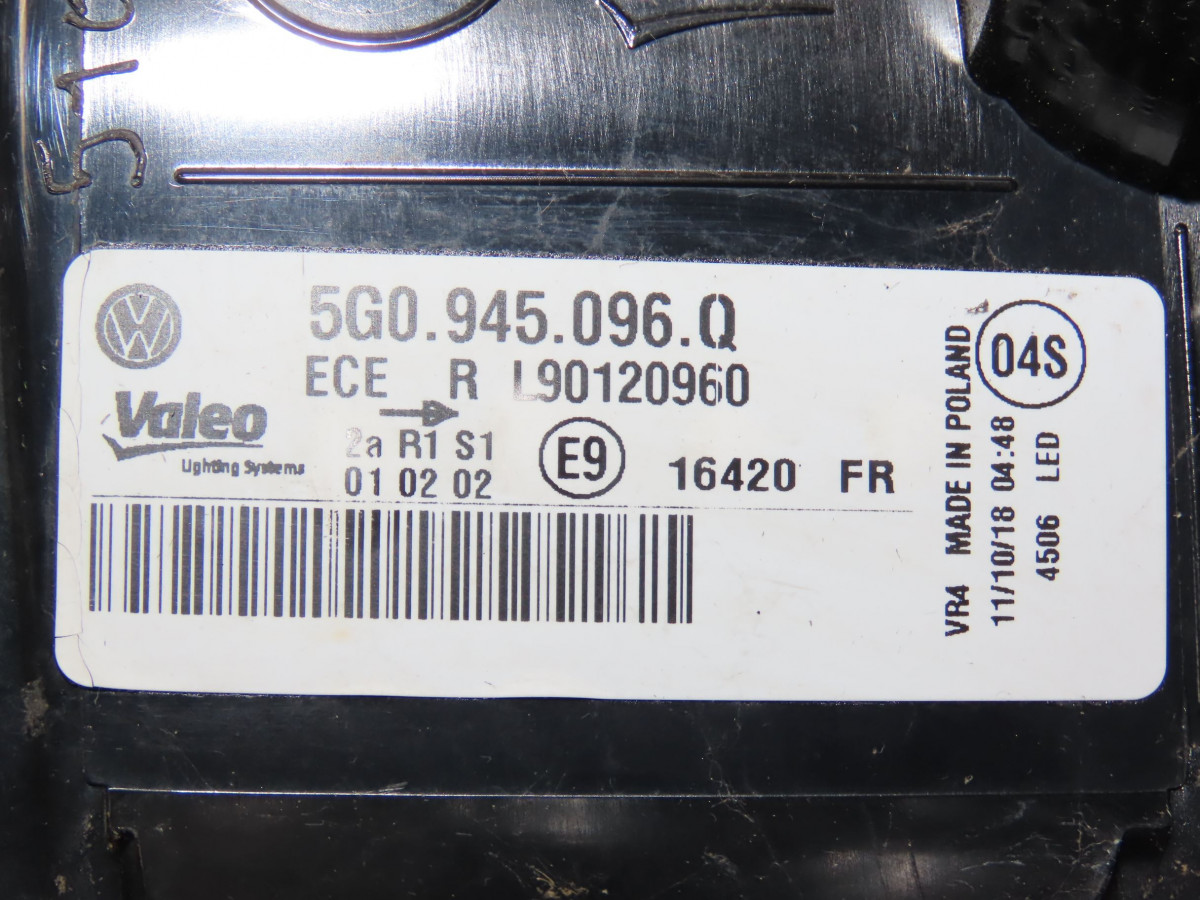 5G0.945.096.Q
ECE R L90120960
Valeo
Lighting Systems
2a R1 S1
01 02 02
E9
16420 FR
04S
VR4 MADE IN POLAND
11/10/18 04:48
4506 LED